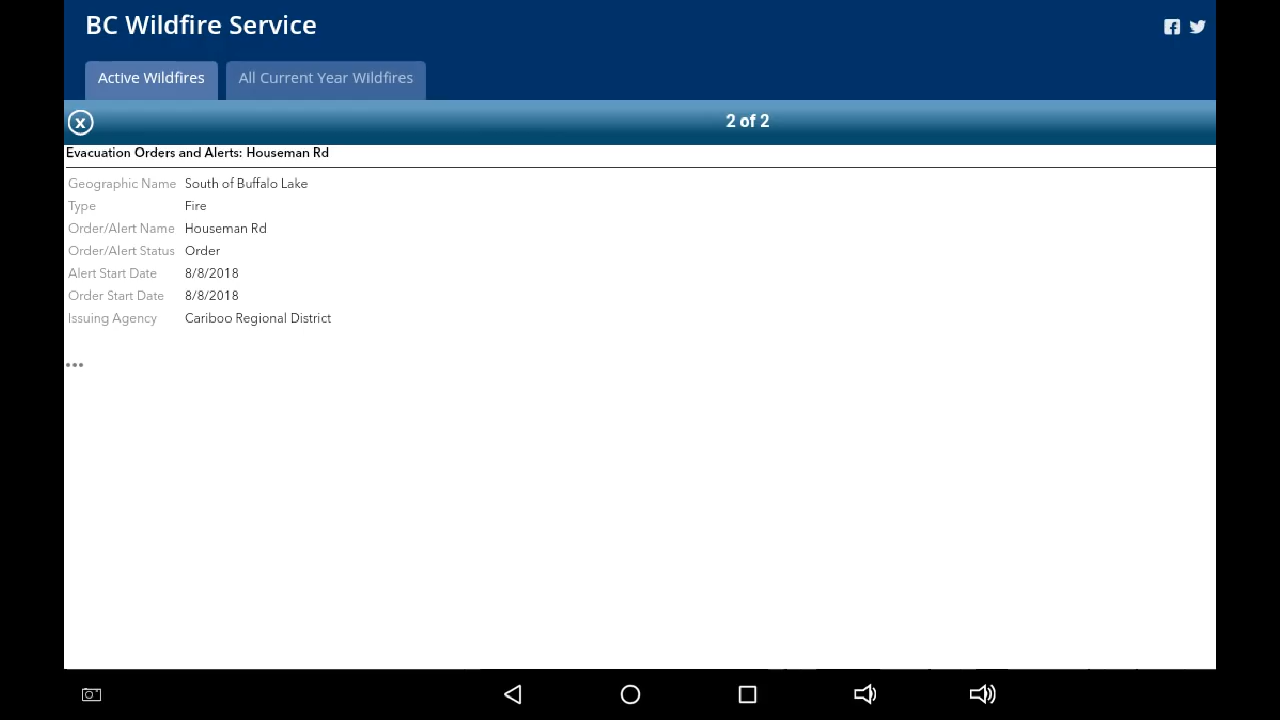 BC Wildfire Service
Active Wildfires
All Current Year Wildfires
x
2 of 2
Evacuation Orders and Alerts: Houseman Rd
Geographic Name South of Buffalo Lake
Type Fire
Order/Alert Name Houseman Rd
Order/Alert Status Order
Alert Start Date 8/8/2018
Order Start Date 8/8/2018
Issuing Agency Cariboo Regional District
•••